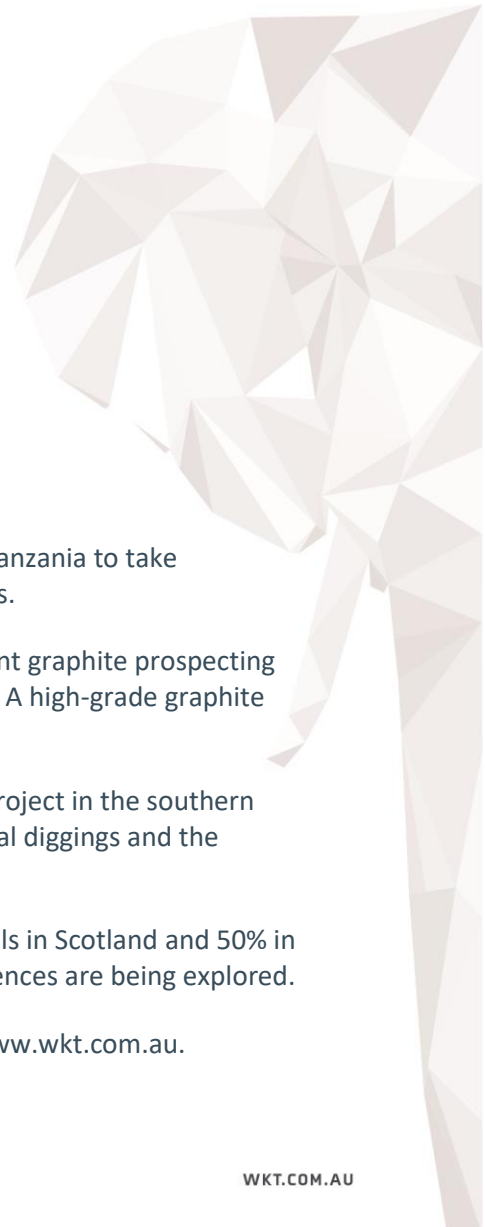 anzania to take
s.
nt graphite prospecting
A high-grade graphite
roject in the southern
al diggings and the
ls in Scotland and 50% in
ences are being explored.
ww.wkt.com.au.
WKT.COM.AU